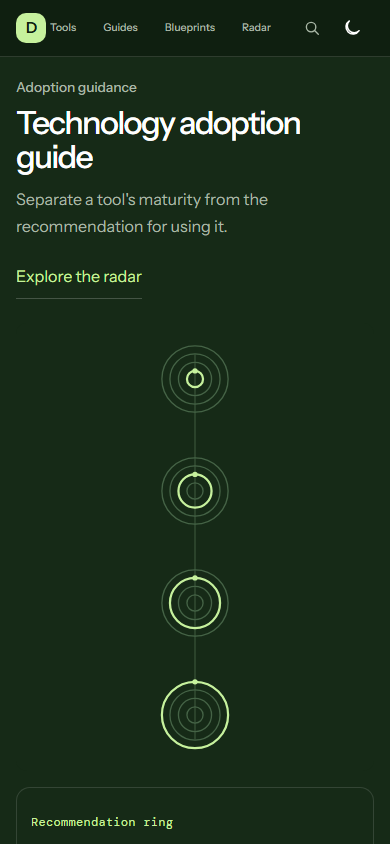 D Tools Guides Blueprints Radar
Adoption guidance
Technology adoption
guide
Separate a tool's maturity from the
recommendation for using it.
Explore the radar
Recommendation ring